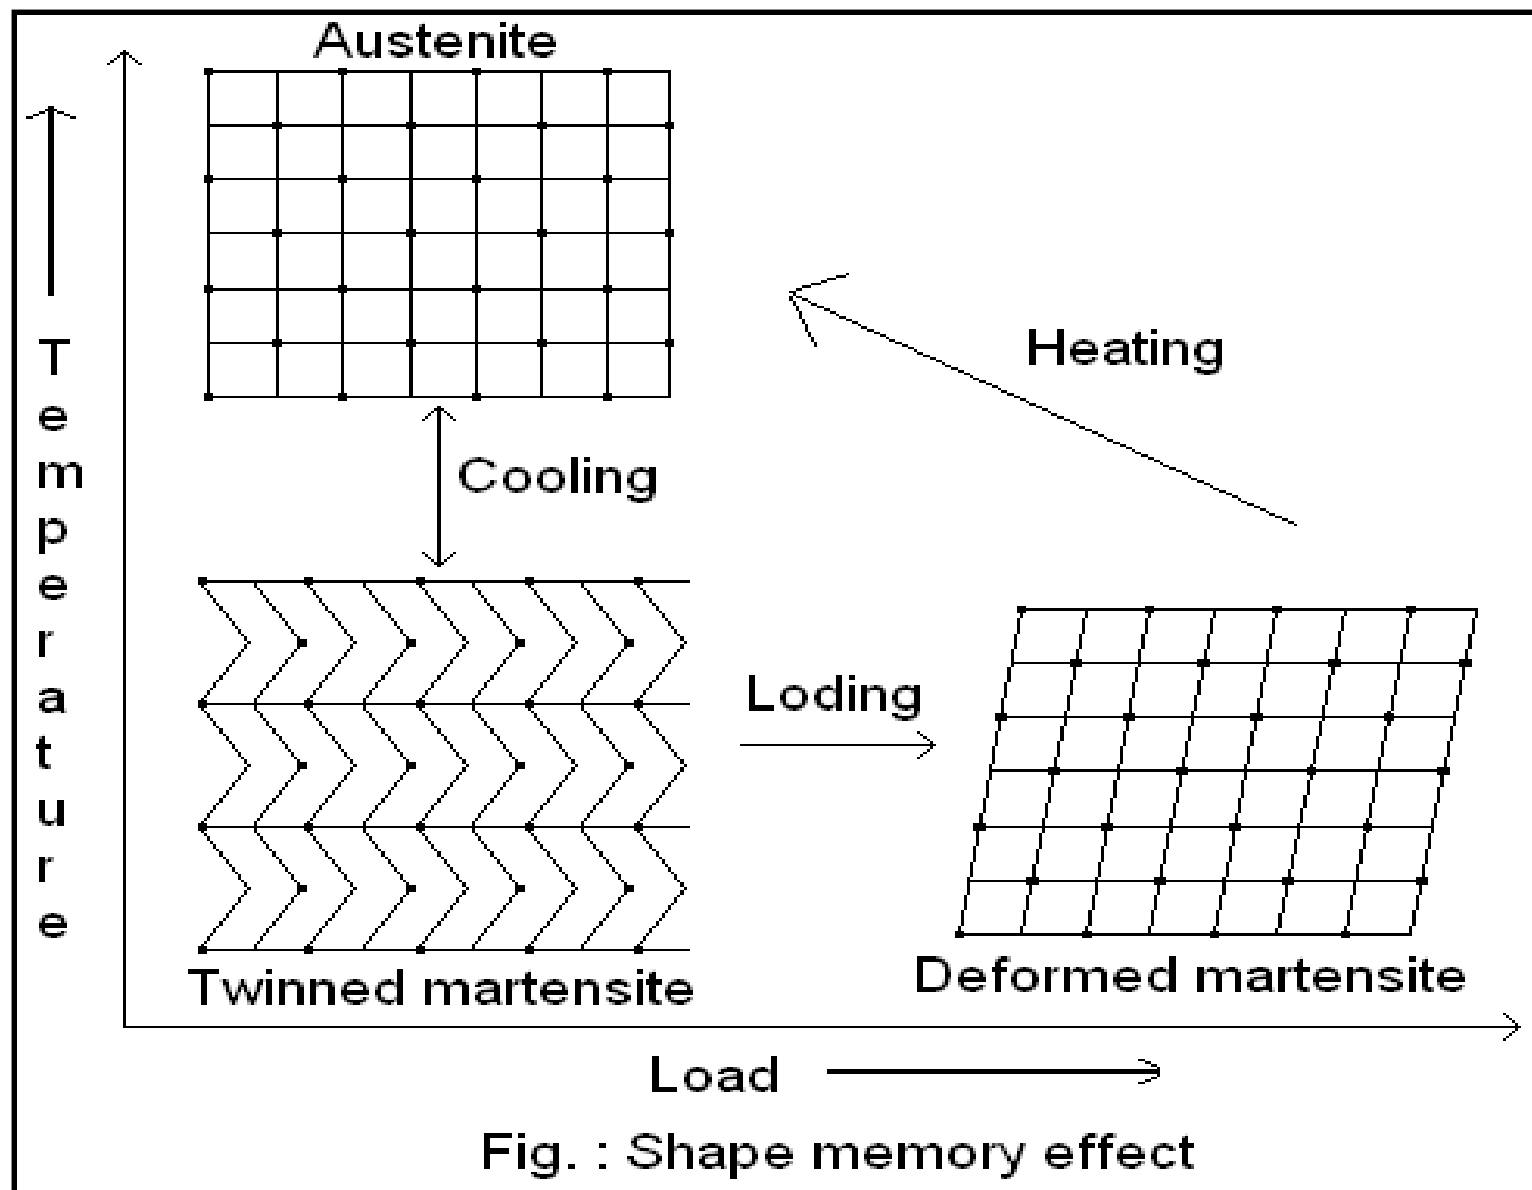 Austenite
Temperature
Heating
Cooling
Loding
Twinned martensite
Deformed martensite
Load
Fig. : Shape memory effect